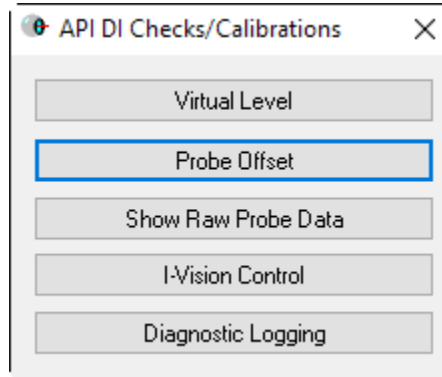 API DI Checks/Calibrations
Virtual Level
Probe Offset
Show Raw Probe Data
I-Vision Control
Diagnostic Logging